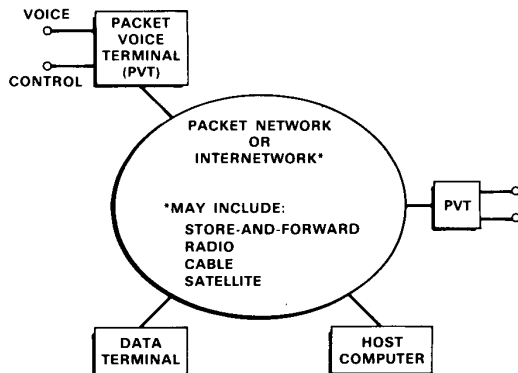 VOICE
CONTROL
PACKET
VOICE
TERMINAL
(PVT)
PACKET NETWORK
OR
INTERNETWORK*
*MAY INCLUDE:
STORE-AND-FORWARD
RADIO
CABLE
SATELLITE
PVT
DATA
TERMINAL
HOST
COMPUTER